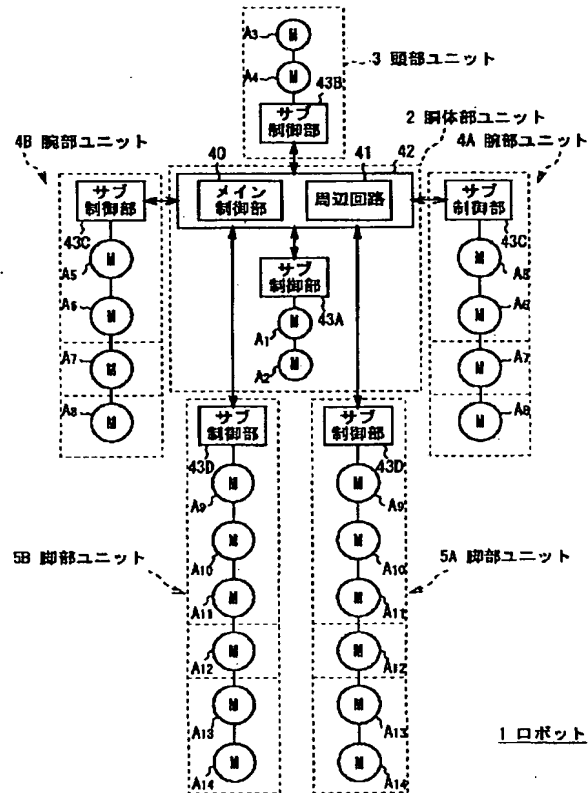 A3 M
A4 M
3 頭部ユニット
43B
サブ
制御部
2 胴体部ユニット
4B 腕部ユニット
40
41
42
4A 腕部ユニット
サブ
制御部
メイン
制御部
周辺回路
サブ
制御部
43C
43C
サブ
制御部
43A
A5 M
A6 M
A7 M
A8 M
A1 M
A2 M
A5 M
A6 M
A7 M
A8 M
サブ
制御部
サブ
制御部
43D
43D
M A9
M A10
M A11
M A12
M A13
M A14
M A9
M A10
M A11
M A12
M A13
M A14
5B 脚部ユニット
5A 脚部ユニット
1 ロボット